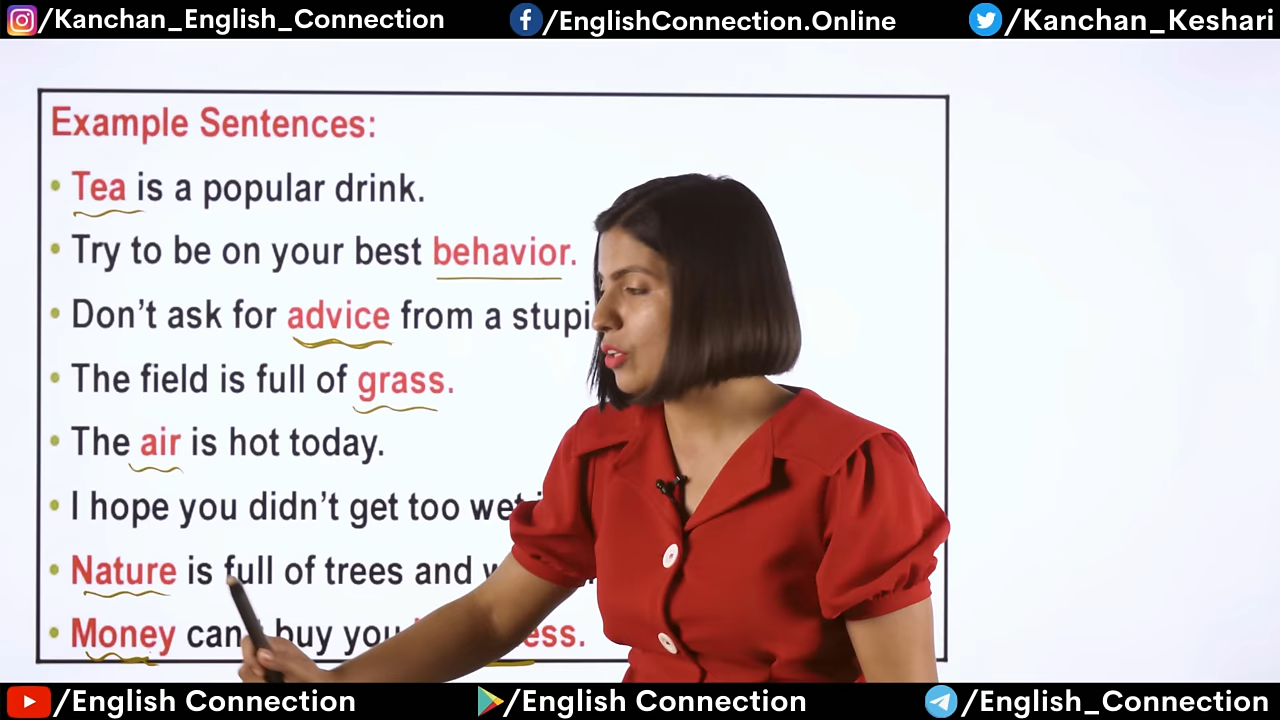 /Kanchan_English_Connection /EnglishConnection.Online /Kanchan_Keshari
Example Sentences:
• Tea is a popular drink.
• Try to be on your best behavior.
• Don't ask for advice from a
• The field is full of grass.
• The air is hot today.
• I hope you didn't get too wet
• Nature is full of trees and
• Money can buy you
/English Connection /English Connection /English_Connection